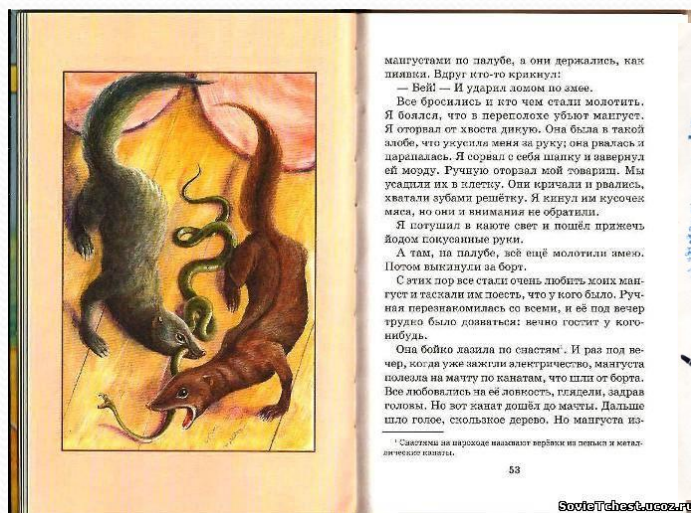 мангустами по палубе, а они держались, как
пиявки. Вдруг кто-то крикнул:
— Бей! — И ударил ломом по змее.
Все бросились и кто чем стали молотить.
Я боялся, что в переполохе убьют мангуст.
Я оторвал от хвоста дикую. Она была в такой
злобе, что укусила меня за руку; она рвалась и
царапалась. Я сорвал с себя шапку и завернул
ей морду. Ручную оторвал мой товарищ. Мы
усадили их в клетку. Они кричали и рвались,
хватали зубами решётку. Я кинул им кусочек
мяса, но они и внимания не обратили.
Я потушил в каюте свет и пошёл прижечь
йодом покусанные руки.
А там, на палубе, всё ещё молотили змею.
Потом выкинули за борт.
С этих пор все стали очень любить моих ман-
густ и таскали им поесть, что у кого было. Руч-
ная перезнакомилась со всеми, и её под вечер
трудно было дозваться: вечно гостит у кого-
нибудь.
Она бойко лазила по снастям¹. И раз под ве-
чер, когда уже зажгли электричество, мангуста
полезла на мачту по канатам, что шли от борта.
Все любовались на её ловкость, глядели, задрав
головы. Но вот канат дошёл до мачты. Дальше
шло голое, скользкое дерево. Но мангуста из-
¹ Снастями на пароходе называют верёвки из пеньки и метал-
лические канаты.
53
SovieTchest.ucoz.ru